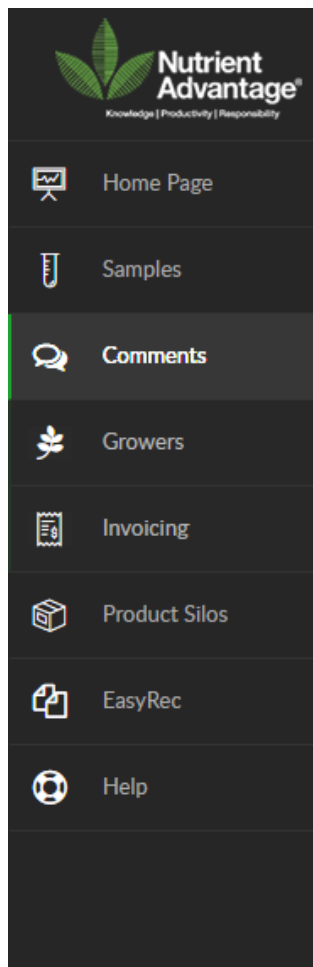 Nutrient
Advantage®
Knowledge | Productivity | Responsibility
Home Page
Samples
Comments
Growers
Invoicing
Product Silos
EasyRec
Help